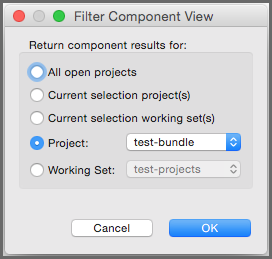 Filter Component View
Return component results for:
All open projects
Current selection project(s)
Current selection working set(s)
Project: test-bundle
Working Set: test-projects
Cancel OK